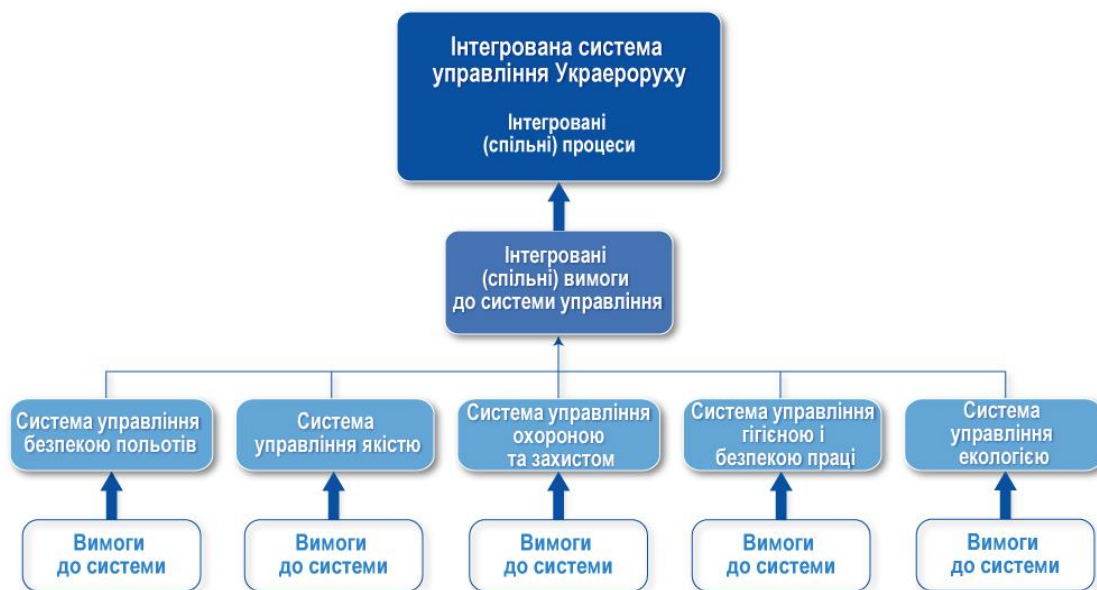 Інтегрована система
управління Украероруху
Інтегровані
(спільні) процеси
Інтегровані
(спільні) вимоги
до системи управління
Система управління
безпекою польотів
Система
управління якістю
Система управління
охороною
та захистом
Система управління
гігієною і
безпекою праці
Система
управління
екологією
Вимоги
до системи
Вимоги
до системи
Вимоги
до системи
Вимоги
до системи
Вимоги
до системи